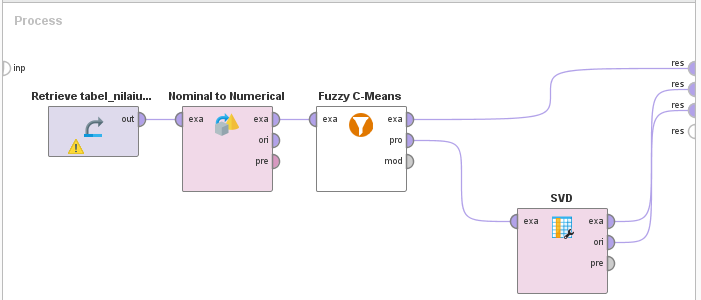 Process
inp
Retrieve tabel_nilaiu...
out
Nominal to Numerical
exa
exa
ori
pre
Fuzzy C-Means
exa
exa
pro
mod
SVD
exa
exa
ori
pre
res
res
res
res